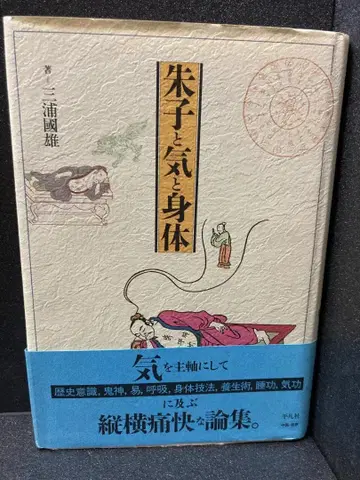 朱子と気と身体
著―三浦國雄
気を主軸にして
歴史意識,鬼神,易,呼吸,身体技法,養生術,睡功,気功
に及ぶ
縦横痛快な論集。
平凡社